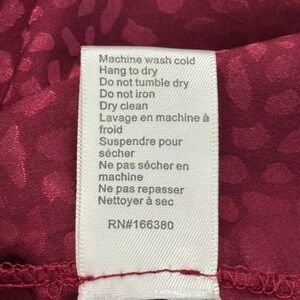 Machine wash cold
Hang to dry
Do not tumble dry
Do not iron
Dry clean
Lavage en machine à
froid
Suspendre pour
sécher
Ne pas sécher en
machine
Ne pas repasser
Nettoyer à sec
RN#166380